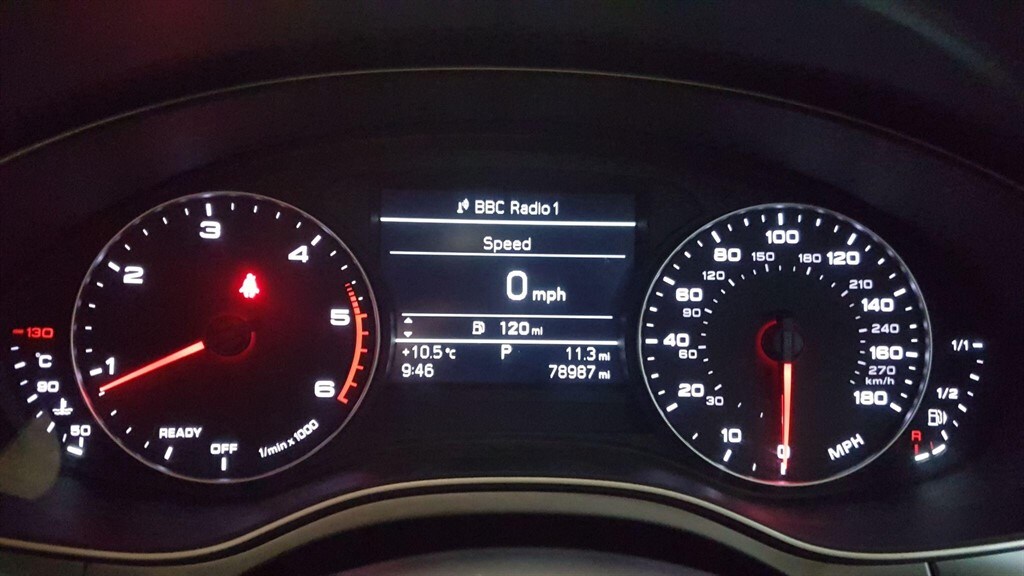 BBC Radio 1
Speed
0 mph
120 mi
+10.5 °C P 11.3 mi
9:46 78987 mi
130
°C
90
50
READY
OFF
1
2
3
4
5
6
1/min x 1000
0
10
20
40
60
80
100
120
140
160
180
MPH
30
60
90
120
150
180
210
240
270
km/h
1/1
1/2
R